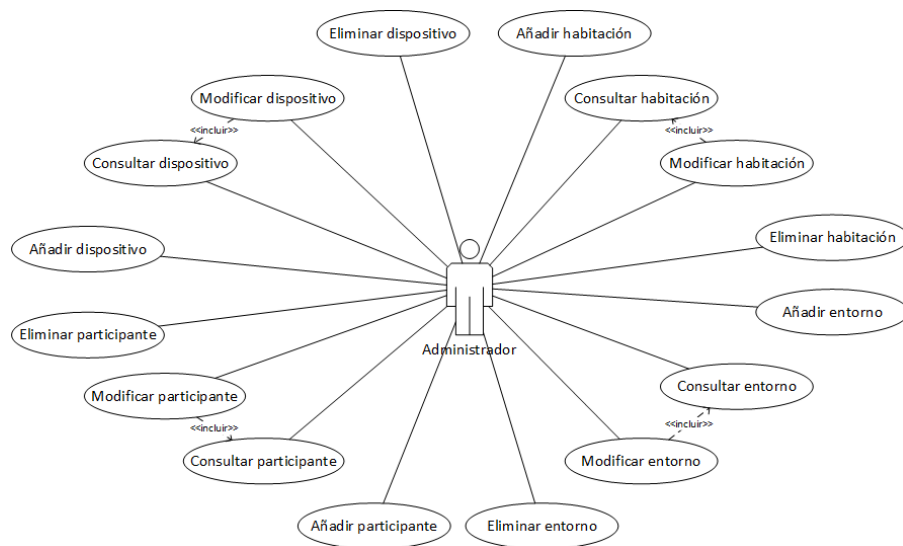 Eliminar dispositivo
Añadir habitación
Modificar dispositivo
Consultar habitación
<<incluir>>
<<incluir>>
Consultar dispositivo
Modificar habitación
Añadir dispositivo
Eliminar habitación
Añadir entorno
Eliminar participante
Administrador
Modificar participante
Consultar entorno
<<incluir>>
<<incluir>>
Consultar participante
Modificar entorno
Añadir participante
Eliminar entorno